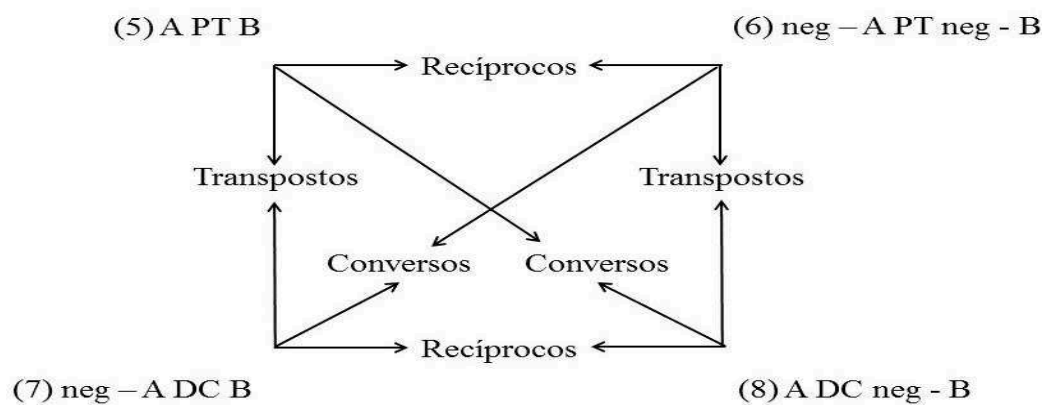 (5) A PT B
(6) neg – A PT neg - B
Recíprocos
Transpostos
Transpostos
Conversos
Conversos
Recíprocos
(7) neg – A DC B
(8) A DC neg - B